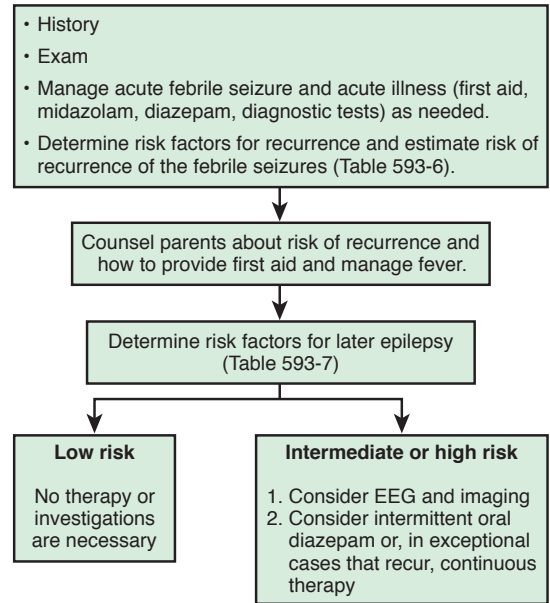 • History
• Exam
• Manage acute febrile seizure and acute illness (first aid,
midazolam, diazepam, diagnostic tests) as needed.
• Determine risk factors for recurrence and estimate risk of
recurrence of the febrile seizures (Table 593-6).
Counsel parents about risk of recurrence and
how to provide first aid and manage fever.
Determine risk factors for later epilepsy
(Table 593-7)
Low risk
No therapy or
investigations
are necessary
Intermediate or high risk
1. Consider EEG and imaging
2. Consider intermittent oral
diazepam or, in exceptional
cases that recur, continuous
therapy